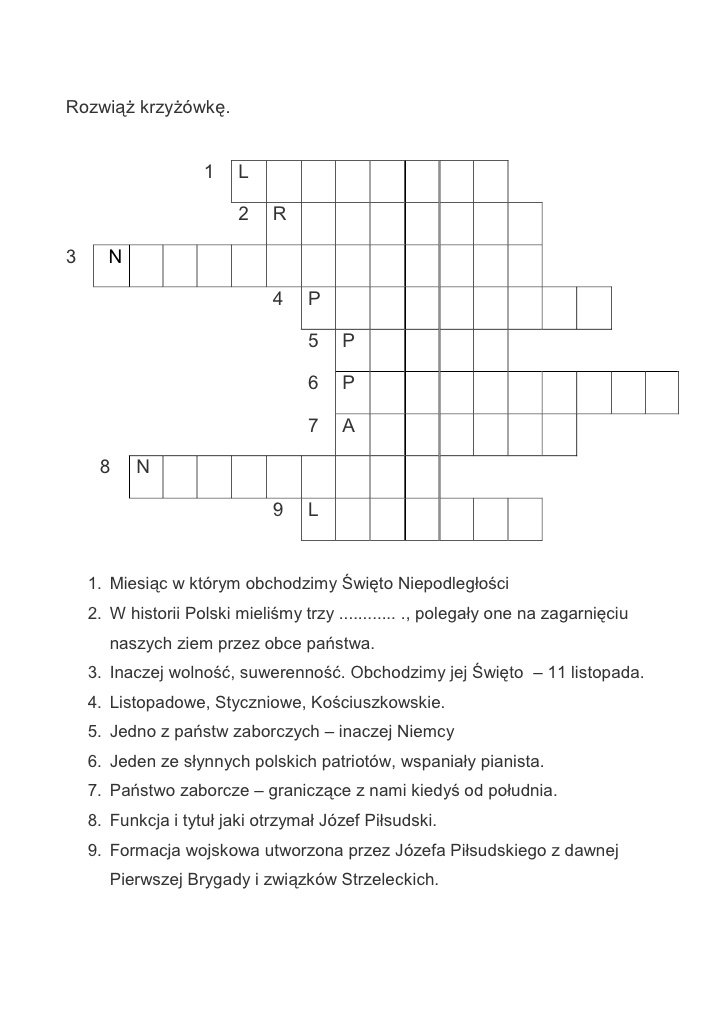 Rozwiąż krzyżówkę.
1 L
2 R
3 N
4 P
5 P
6 P
7 A
8 N
9 L
1. Miesiąc w którym obchodzimy Święto Niepodległości
2. W historii Polski mieliśmy trzy ............ ., polegały one na zagarnięciu
naszych ziem przez obce państwa.
3. Inaczej wolność, suwerenność. Obchodzimy jej Święto – 11 listopada.
4. Listopadowe, Styczniowe, Kościuszkowskie.
5. Jedno z państw zaborczych – inaczej Niemcy
6. Jeden ze słynnych polskich patriotów, wspaniały pianista.
7. Państwo zaborcze – graniczące z nami kiedyś od południa.
8. Funkcja i tytuł jaki otrzymał Józef Piłsudski.
9. Formacja wojskowa utworzona przez Józefa Piłsudskiego z dawnej
Pierwszej Brygady i związków Strzeleckich.